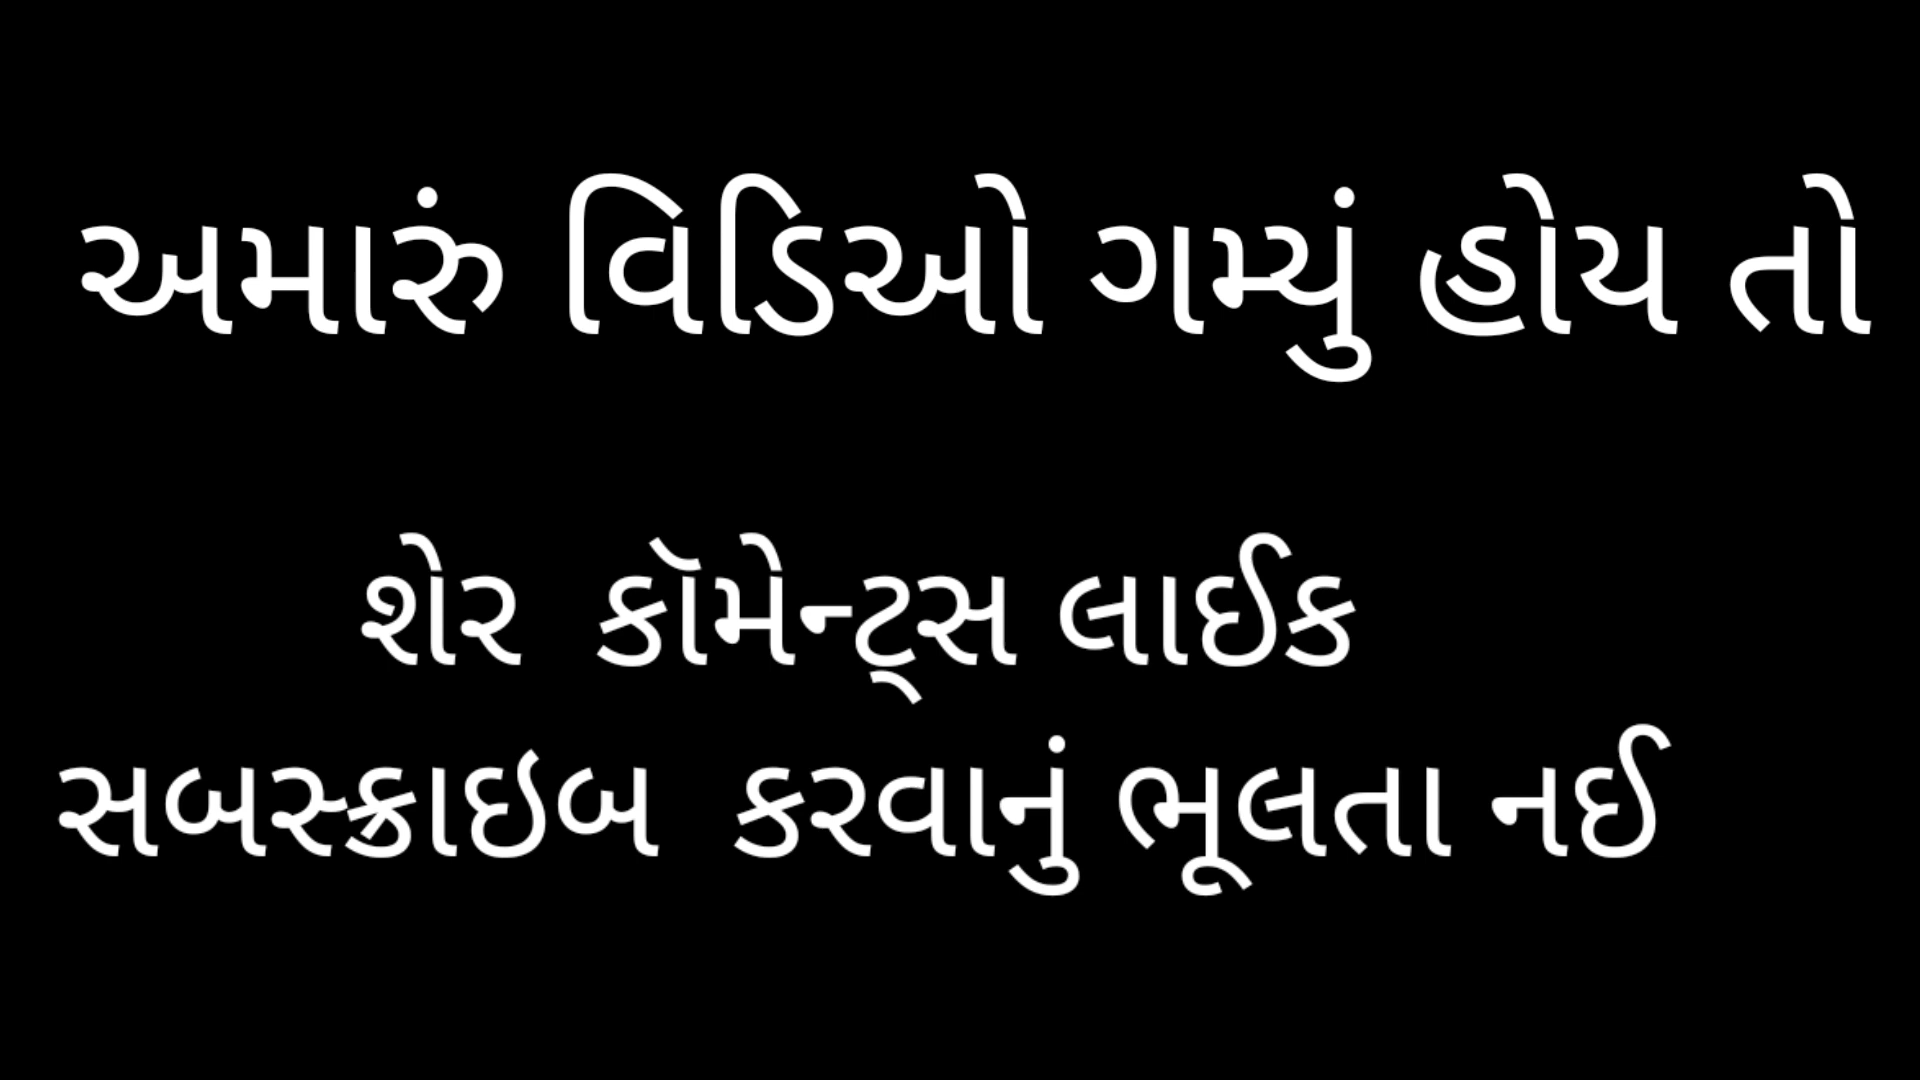 અમારું વિડિઓ ગમ્યું હોય તો
શેર કૉમેન્ટ્સ લાઈક
સબસ્ક્રાઇબ કરવાનું ભૂલતા નઈ